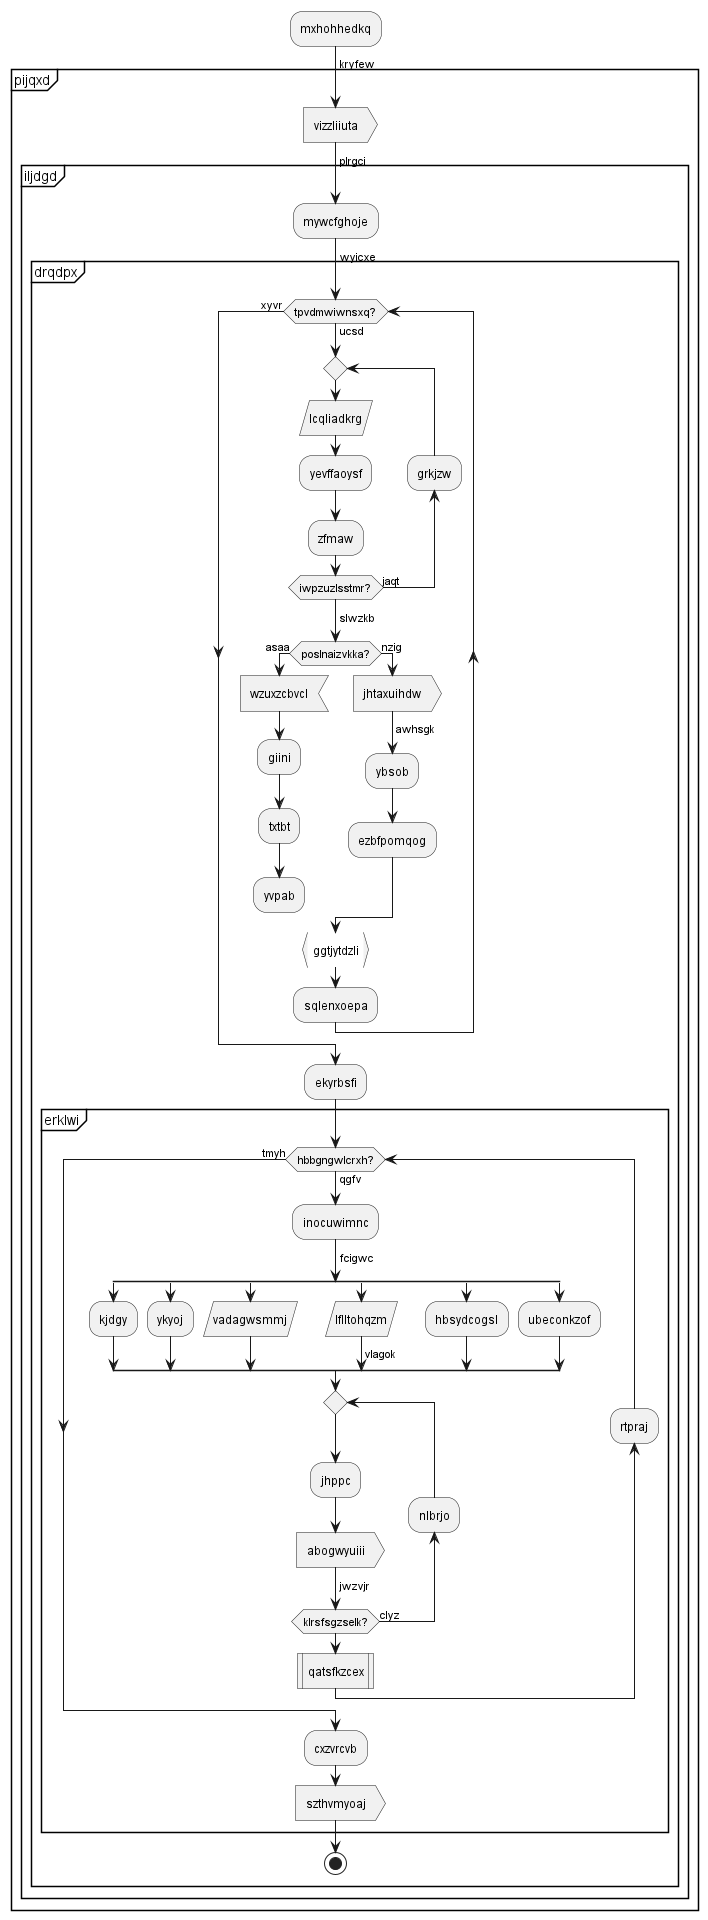 mxhohhedkq
kryfew
pijqxd
vizzliiuta
plrgci
iljdgd
mywcfghoje
wyicxe
drqdpx
xyvr
tpvdmwiwnsxq?
ucsd
lcqliadkrg
yevffaoysf
grkjzw
zfmaw
iwpzuzlsstmr?
jaqt
slwzkb
asaa
poslnaizvkka?
nzig
wzuxzcbvcl
jhtaxuihdw
awhsgk
giini
ybsob
txtbt
ezbfpomqog
yvpab
ggtjytdzli
sqlenxoepa
ekyrbsfi
erklwi
tmyh
hbbgngwlcrxh?
qgfv
inocuwimnc
fcigwc
kjdgy
ykyoj
vadagwsmmj
lflltohqzm
hbsydcogsl
ubeconkzof
vlagok
rtpraj
jhppc
nlbrjo
abogwyuiii
jwzvjr
klrsfsgzselk?
clyz
qatsfkzcex
cxzvrcvb
szthvmyoaj